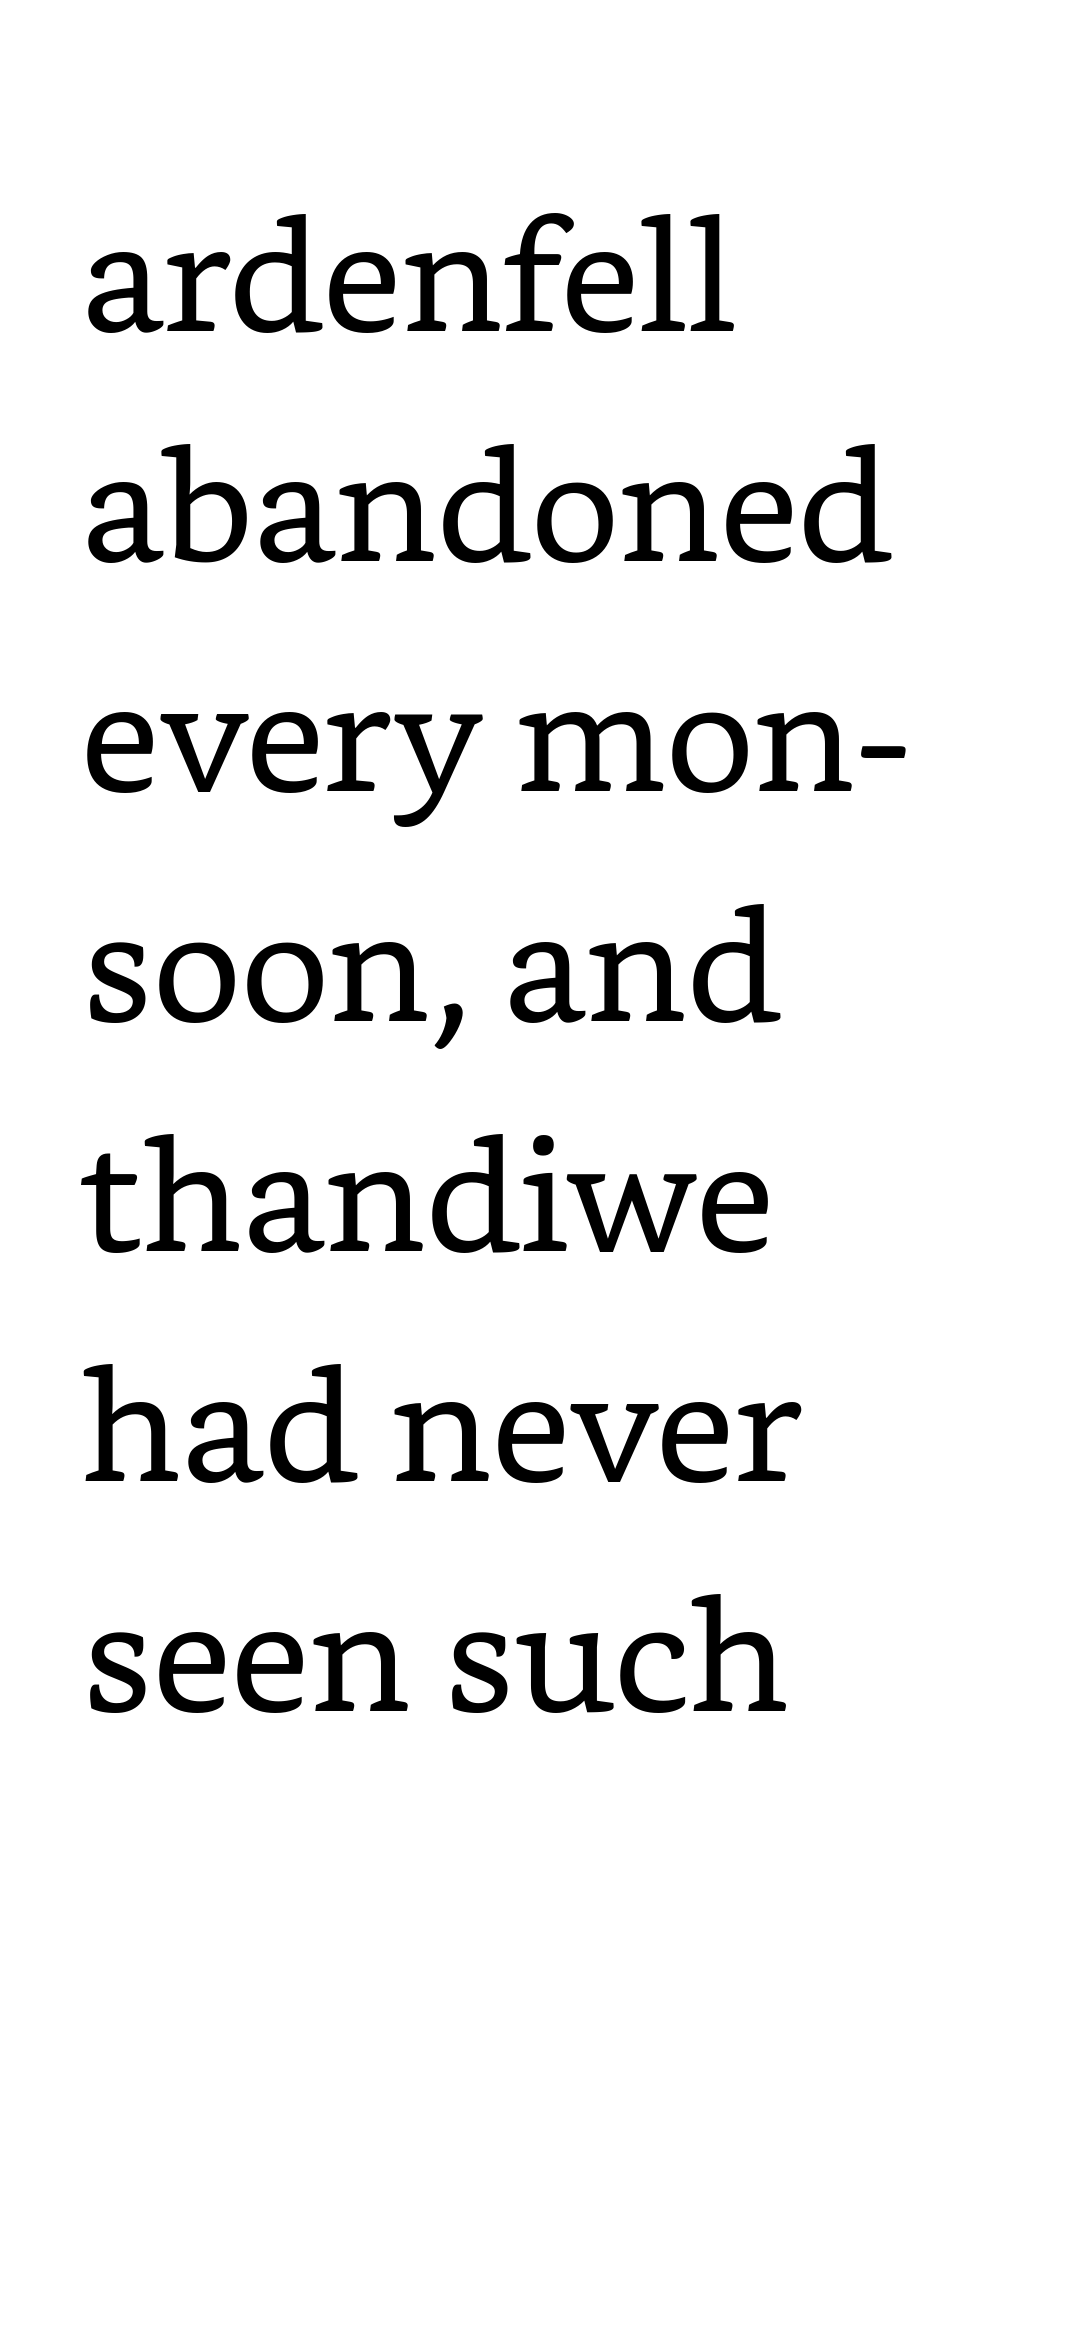 ardenfell
abandoned
every mon-
soon, and
thandiwe
had never
seen such